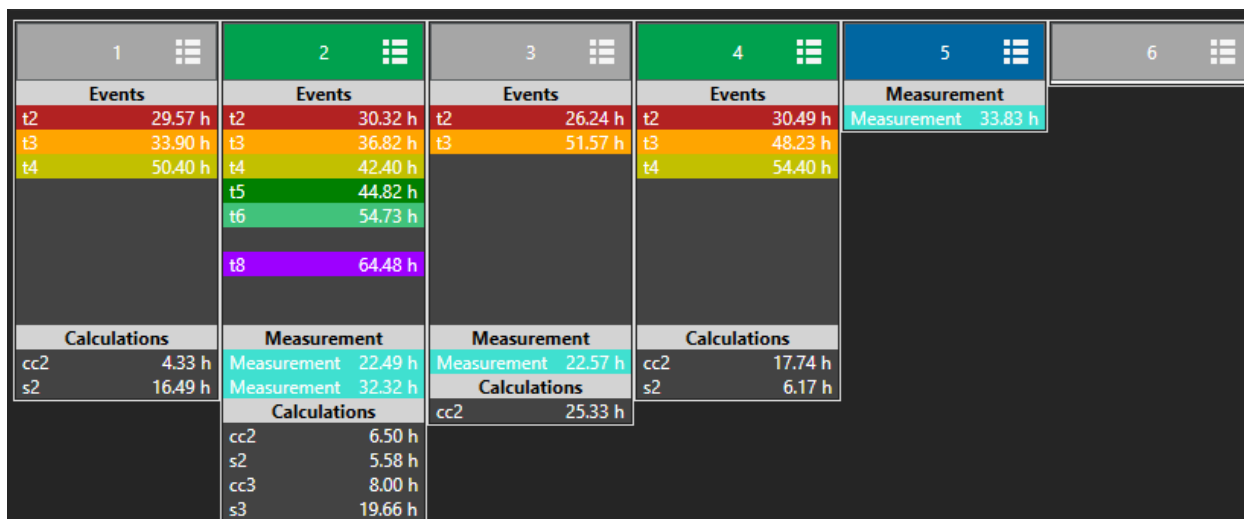 1
Events
t2 29.57 h
t3 33.90 h
t4 50.40 h
Calculations
cc2 4.33 h
s2 16.49 h
2
Events
t2 30.32 h
t3 36.82 h
t4 42.40 h
t5 44.82 h
t6 54.73 h
t8 64.48 h
Measurement
Measurement 22.49 h
Measurement 32.32 h
Calculations
cc2 6.50 h
s2 5.58 h
cc3 8.00 h
s3 19.66 h
3
Events
t2 26.24 h
t3 51.57 h
Measurement
Measurement 22.57 h
Calculations
cc2 25.33 h
4
Events
t2 30.49 h
t3 48.23 h
t4 54.40 h
Calculations
cc2 17.74 h
s2 6.17 h
5
Measurement
Measurement 33.83 h
6